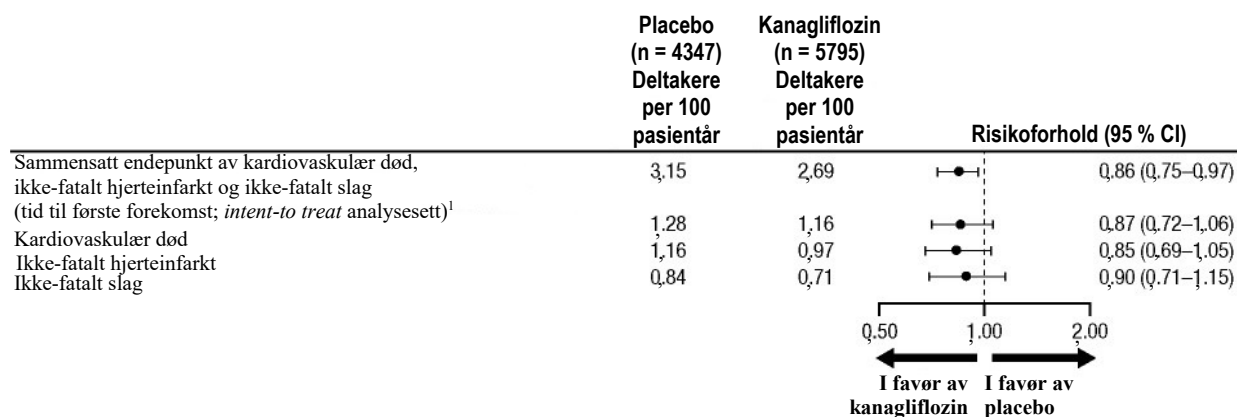 Placebo
(n = 4347)
Deltakere
per 100
pasientår
Kanagliflozin
(n = 5795)
Deltakere
per 100
pasientår
Risikoforhold (95 % CI)
Sammensatt endepunkt av kardiovaskulær død,
ikke-fatalt hjerteinfarkt og ikke-fatalt slag
(tid til første forekomst; intent-to treat analysesett)¹
3,15 2,69 0,86 (0,75–0,97)
Kardiovaskulær død
1,28 1,16 0,87 (0,72–1,06)
Ikke-fatalt hjerteinfarkt
1,16 0,97 0,85 (0,69–1,05)
Ikke-fatalt slag
0,84 0,71 0,90 (0,71–1,15)
0,50 1,00 2,00
I favør av
kanagliflozin
I favør av
placebo